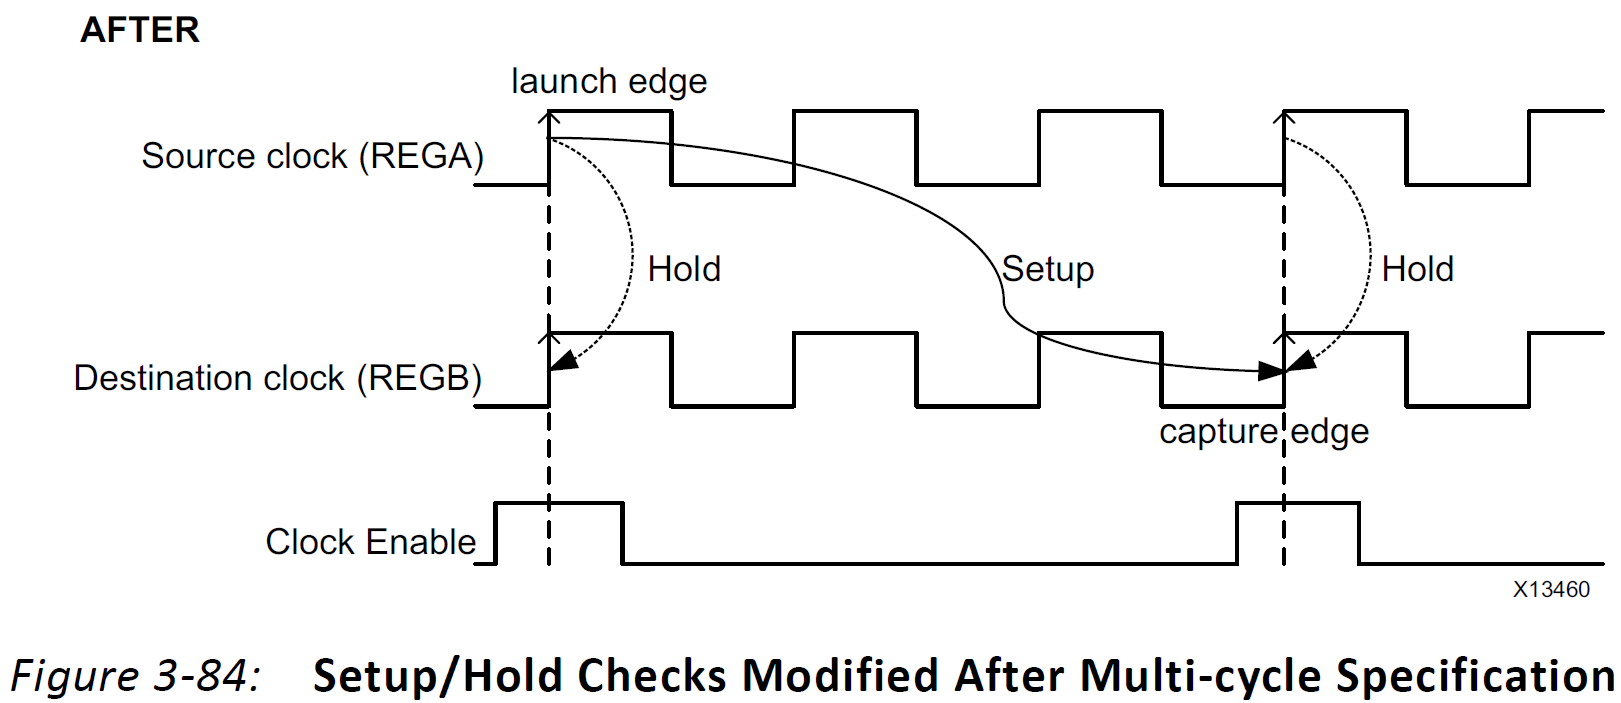 AFTER
launch edge
Source clock (REGA)
Hold
Setup
Hold
Destination clock (REGB)
capture edge
Clock Enable
X13460
Figure 3-84: Setup/Hold Checks Modified After Multi-cycle Specification